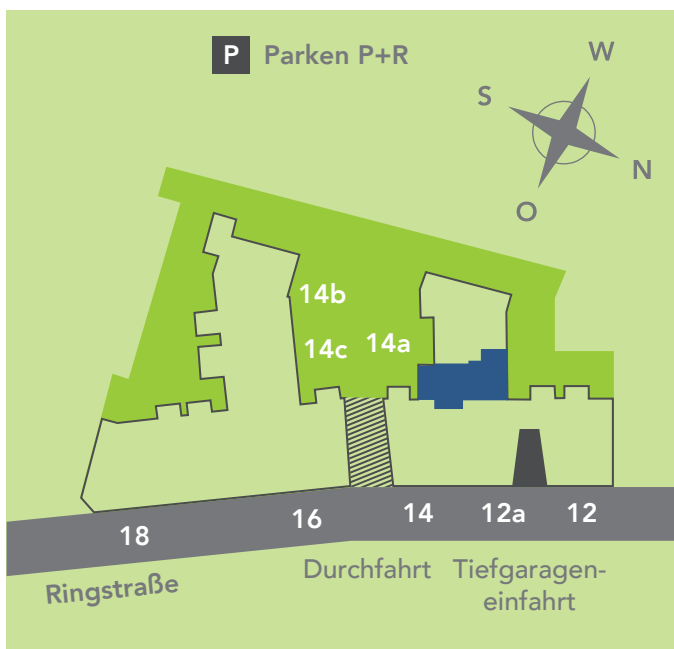 P Parken P+R
W
S
N
O
14b
14c 14a
18 16 14 12a 12
Ringstraße
Durchfahrt Tiefgaragen-
einfahrt